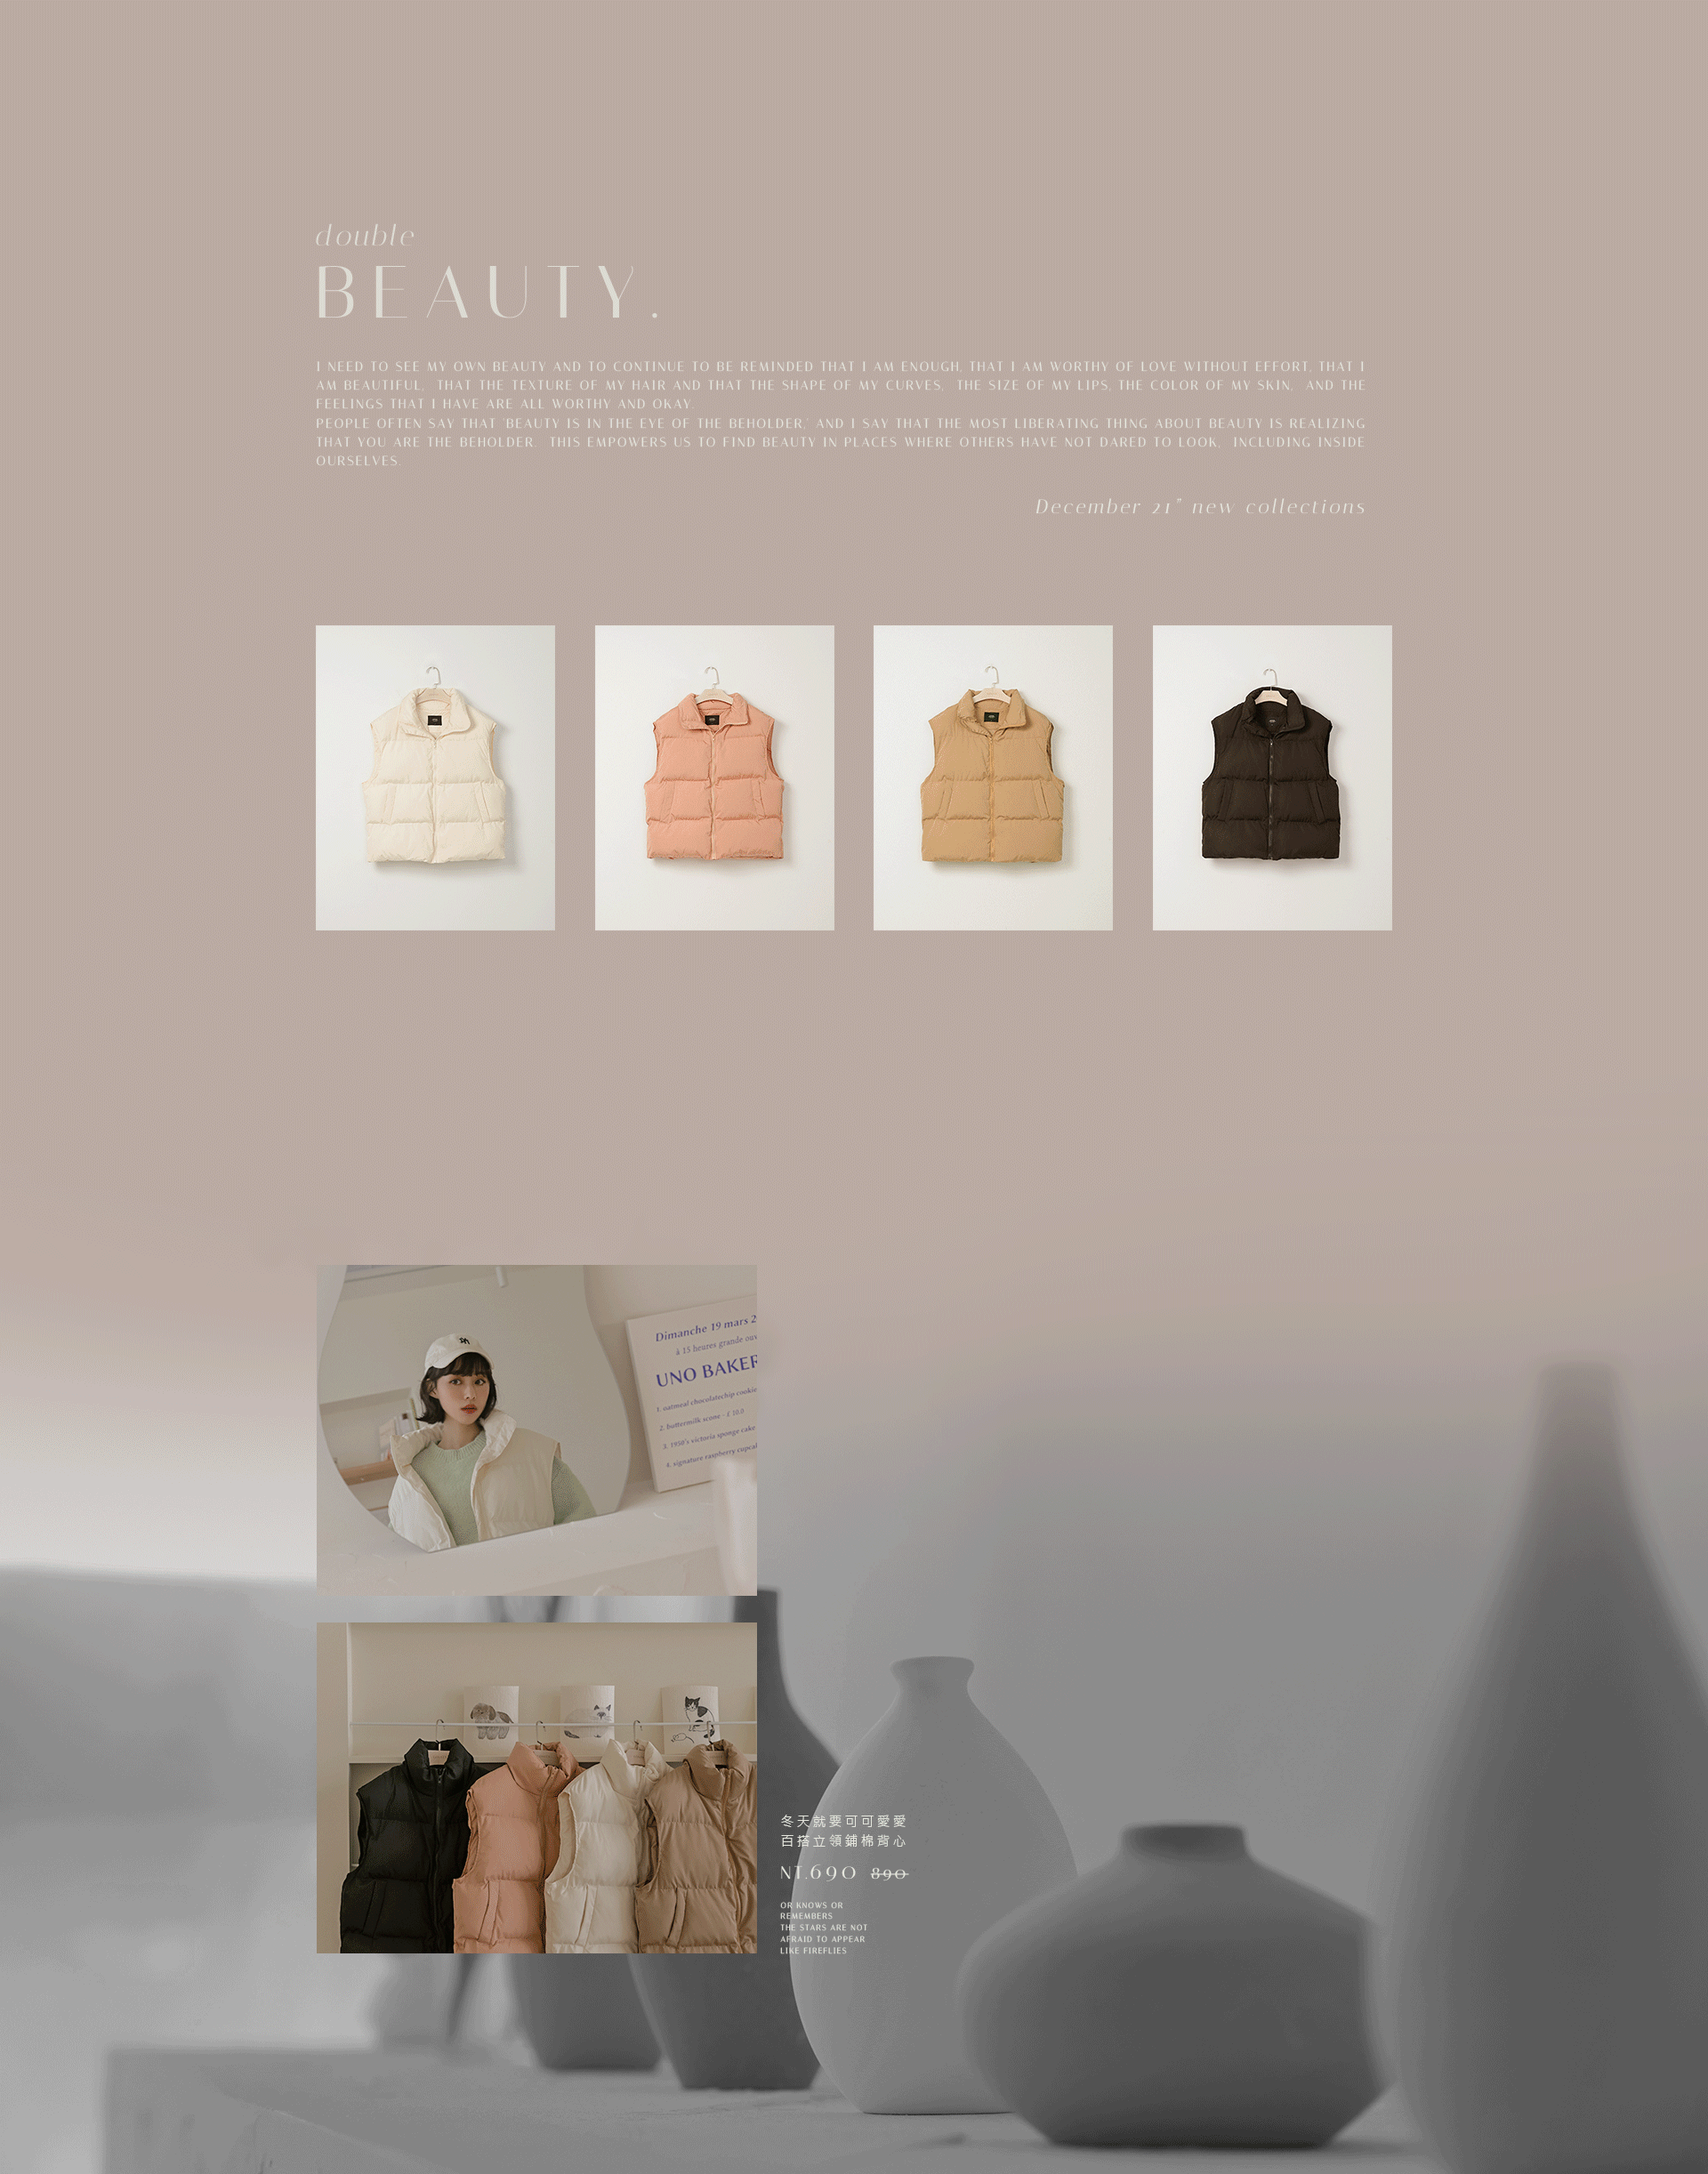 double
BEAUTY.
I NEED TO SEE MY OWN BEAUTY AND TO CONTINUE TO BE REMINDED THAT I AM ENOUGH, THAT I AM WORTHY OF LOVE WITHOUT EFFORT, THAT I
AM BEAUTIFUL, THAT THE TEXTURE OF MY HAIR AND THAT THE SHAPE OF MY CURVES, THE SIZE OF MY LIPS, THE COLOR OF MY SKIN, AND THE
FEELINGS THAT I HAVE ARE ALL WORTHY AND OKAY.
PEOPLE OFTEN SAY THAT 'BEAUTY IS IN THE EYE OF THE BEHOLDER,' AND I SAY THAT THE MOST LIBERATING THING ABOUT BEAUTY IS REALIZING
THAT YOU ARE THE BEHOLDER. THIS EMPOWERS US TO FIND BEAUTY IN PLACES WHERE OTHERS HAVE NOT DARED TO LOOK, INCLUDING INSIDE
OURSELVES.
December 21" new collections
Dimanche 19 mars 2
à 15 heures grande ous
UNO BAKER
1. oatmeal chocolatechip cookie
2. buttermilk scone -
3. 1950's victoria sponge cake
4. signature raspberry cupcak
冬天就要可可愛愛
百搭立領鋪棉背心
NT.690 890
OR KNOWS OR
REMEMBERS
THE STARS ARE NOT
AFRAID TO APPEAR
LIKE FIREFLIES